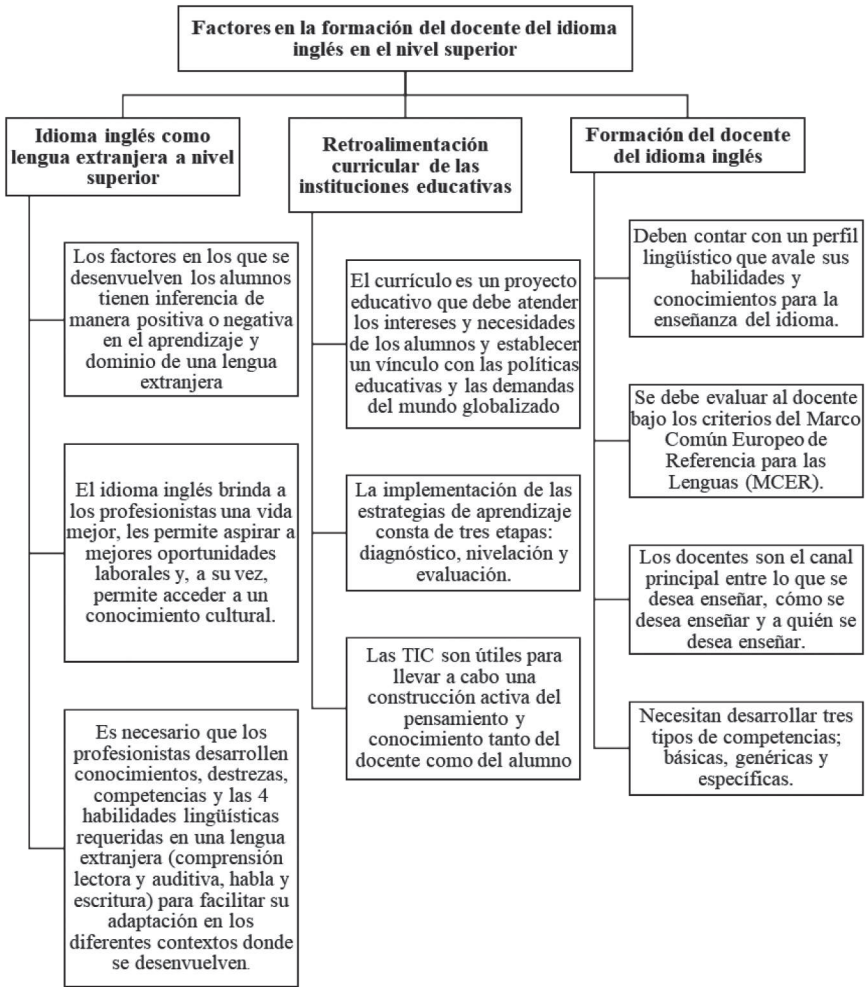 Factores en la formación del docente del idioma
inglés en el nivel superior
Idioma inglés como
lengua extranjera a nivel
superior
Los factores en los que se
desenvuelven los alumnos
tienen inferencia de
manera positiva o negativa
en el aprendizaje y
dominio de una lengua
extranjera
El idioma inglés brinda a
los profesionistas una vida
mejor, les permite aspirar a
mejores oportunidades
laborales y, a su vez,
permite acceder a un
conocimiento cultural.
Es necesario que los
profesionistas desarrollen
conocimientos, destrezas,
competencias y las 4
habilidades lingüísticas
requeridas en una lengua
extranjera (comprensión
lectora y auditiva, habla y
escritura) para facilitar su
adaptación en los
diferentes contextos donde
se desenvuelven.
Retroalimentación
curricular de las
instituciones educativas
El currículo es un proyecto
educativo que debe atender
los intereses y necesidades
de los alumnos y establecer
un vínculo con las políticas
educativas y las demandas
del mundo globalizado
La implementación de las
estrategias de aprendizaje
consta de tres etapas:
diagnóstico, nivelación y
evaluación.
Las TIC son útiles para
llevar a cabo una
construcción activa del
pensamiento y
conocimiento tanto del
docente como del alumno
Formación del docente
del idioma inglés
Deben contar con un perfil
lingüístico que avale sus
habilidades y
conocimientos para la
enseñanza del idioma.
Se debe evaluar al docente
bajo los criterios del Marco
Común Europeo de
Referencia para las
Lenguas (MCER).
Los docentes son el canal
principal entre lo que se
desea enseñar, cómo se
desea enseñar y a quién se
desea enseñar.
Necesitan desarrollar tres
tipos de competencias;
básicas, genéricas y
específicas.